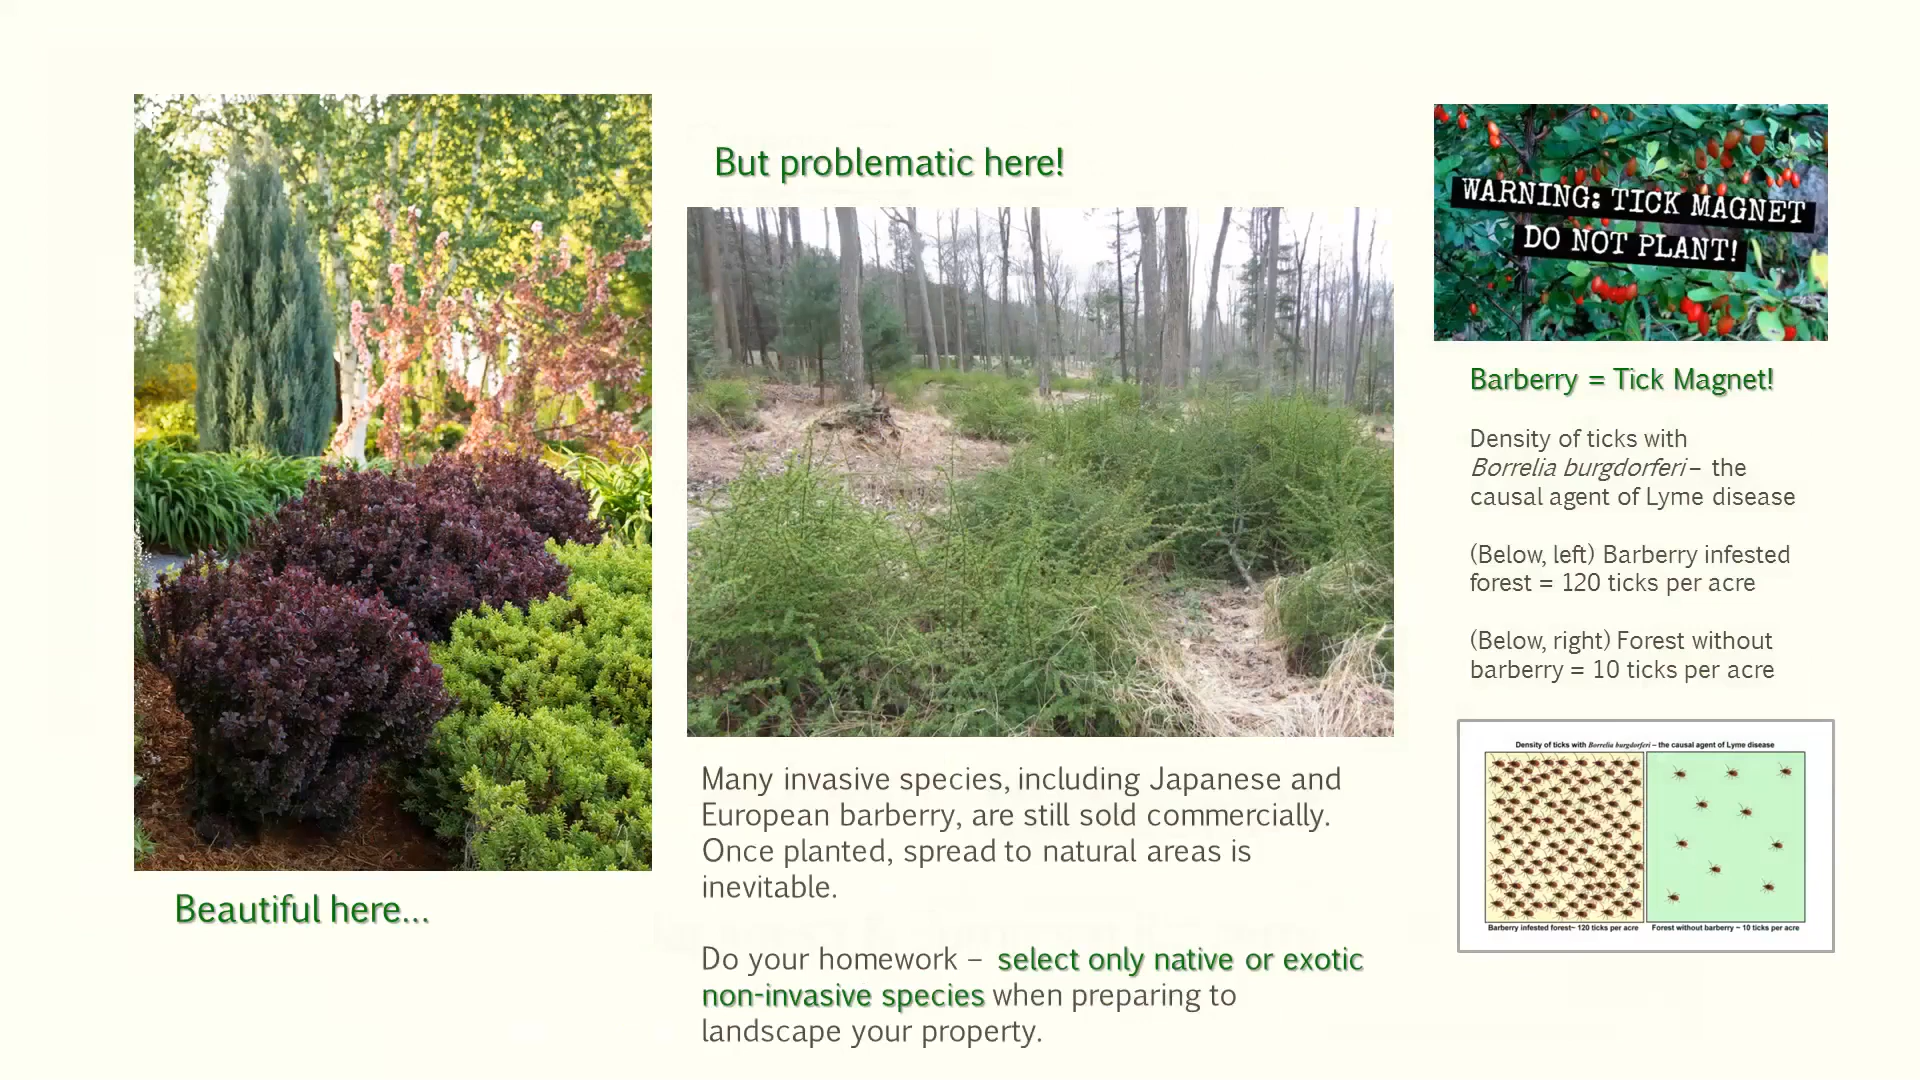 Beautiful here...
But problematic here!
Many invasive species, including Japanese and
European barberry, are still sold commercially.
Once planted, spread to natural areas is
inevitable.
Do your homework – select only native or exotic
non-invasive species when preparing to
landscape your property.
WARNING: TICK MAGNET
DO NOT PLANT!
Barberry = Tick Magnet!
Density of ticks with
Borrelia burgdorferi – the
causal agent of Lyme disease
(Below, left) Barberry infested
forest = 120 ticks per acre
(Below, right) Forest without
barberry = 10 ticks per acre
Density of ticks with Borrelia burgdorferi – the causal agent of Lyme disease
Barberry infested forest~ 120 ticks per acre
Forest without barberry ~ 10 ticks per acre